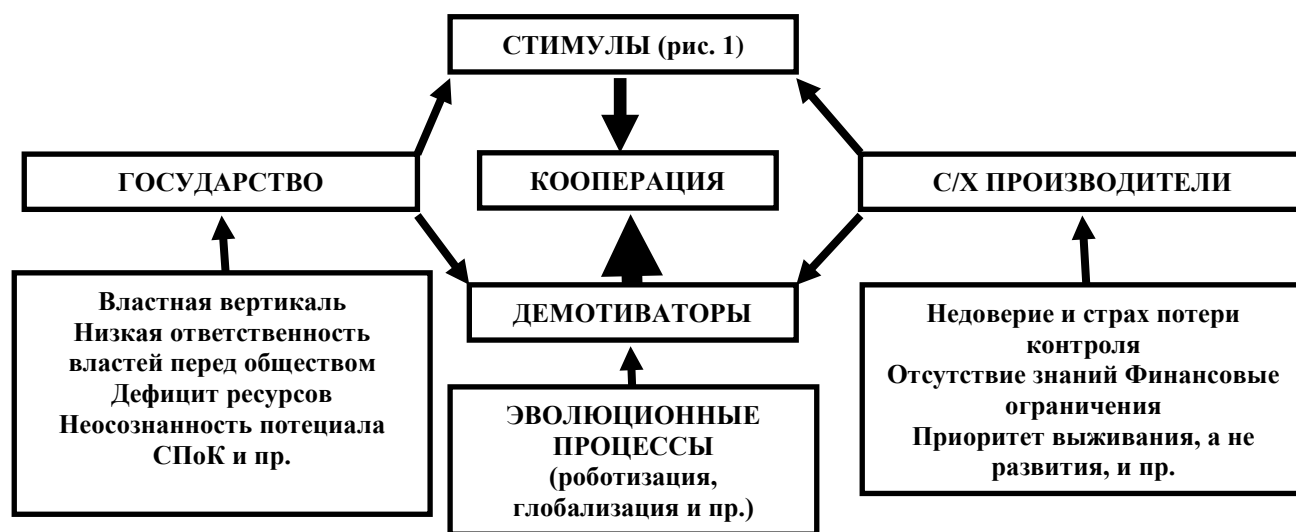 СТИМУЛЫ (рис. 1)
ГОСУДАРСТВО
КООПЕРАЦИЯ
С/Х ПРОИЗВОДИТЕЛИ
Властная вертикаль
Низкая ответственность
властей перед обществом
Дефицит ресурсов
Неосознанность потециала
СПоК и пр.
ДЕМОТИВАТОРЫ
ЭВОЛЮЦИОННЫЕ
ПРОЦЕССЫ
(роботизация,
глобализация и пр.)
Недоверие и страх потери
контроля
Отсутствие знаний Финансовые
ограничения
Приоритет выживания, а не
развития, и пр.